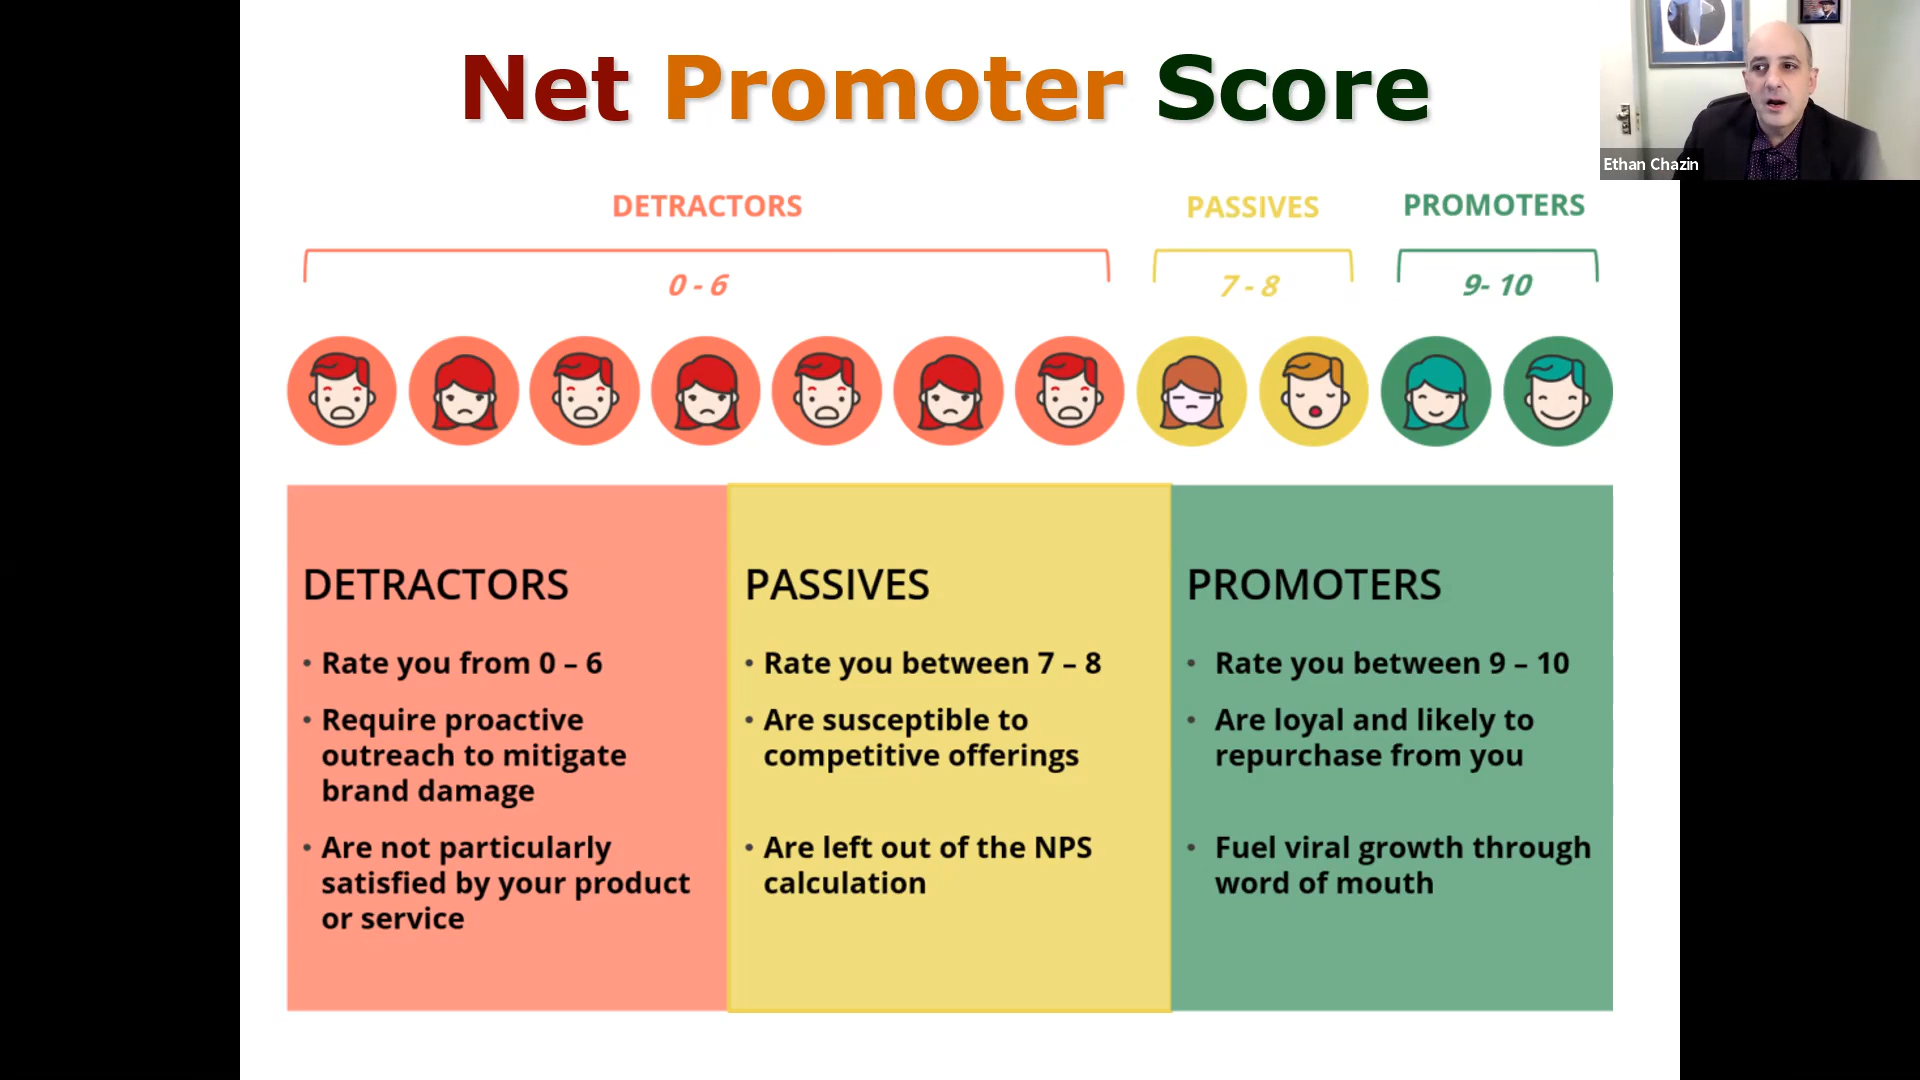 Net Promoter Score
Ethan Chazin
DETRACTORS
PASSIVES
PROMOTERS
0 - 6
7 - 8
9- 10
DETRACTORS
• Rate you from 0 – 6
• Require proactive
outreach to mitigate
brand damage
• Are not particularly
satisfied by your product
or service
PASSIVES
• Rate you between 7 – 8
• Are susceptible to
competitive offerings
• Are left out of the NPS
calculation
PROMOTERS
• Rate you between 9 – 10
• Are loyal and likely to
repurchase from you
• Fuel viral growth through
word of mouth